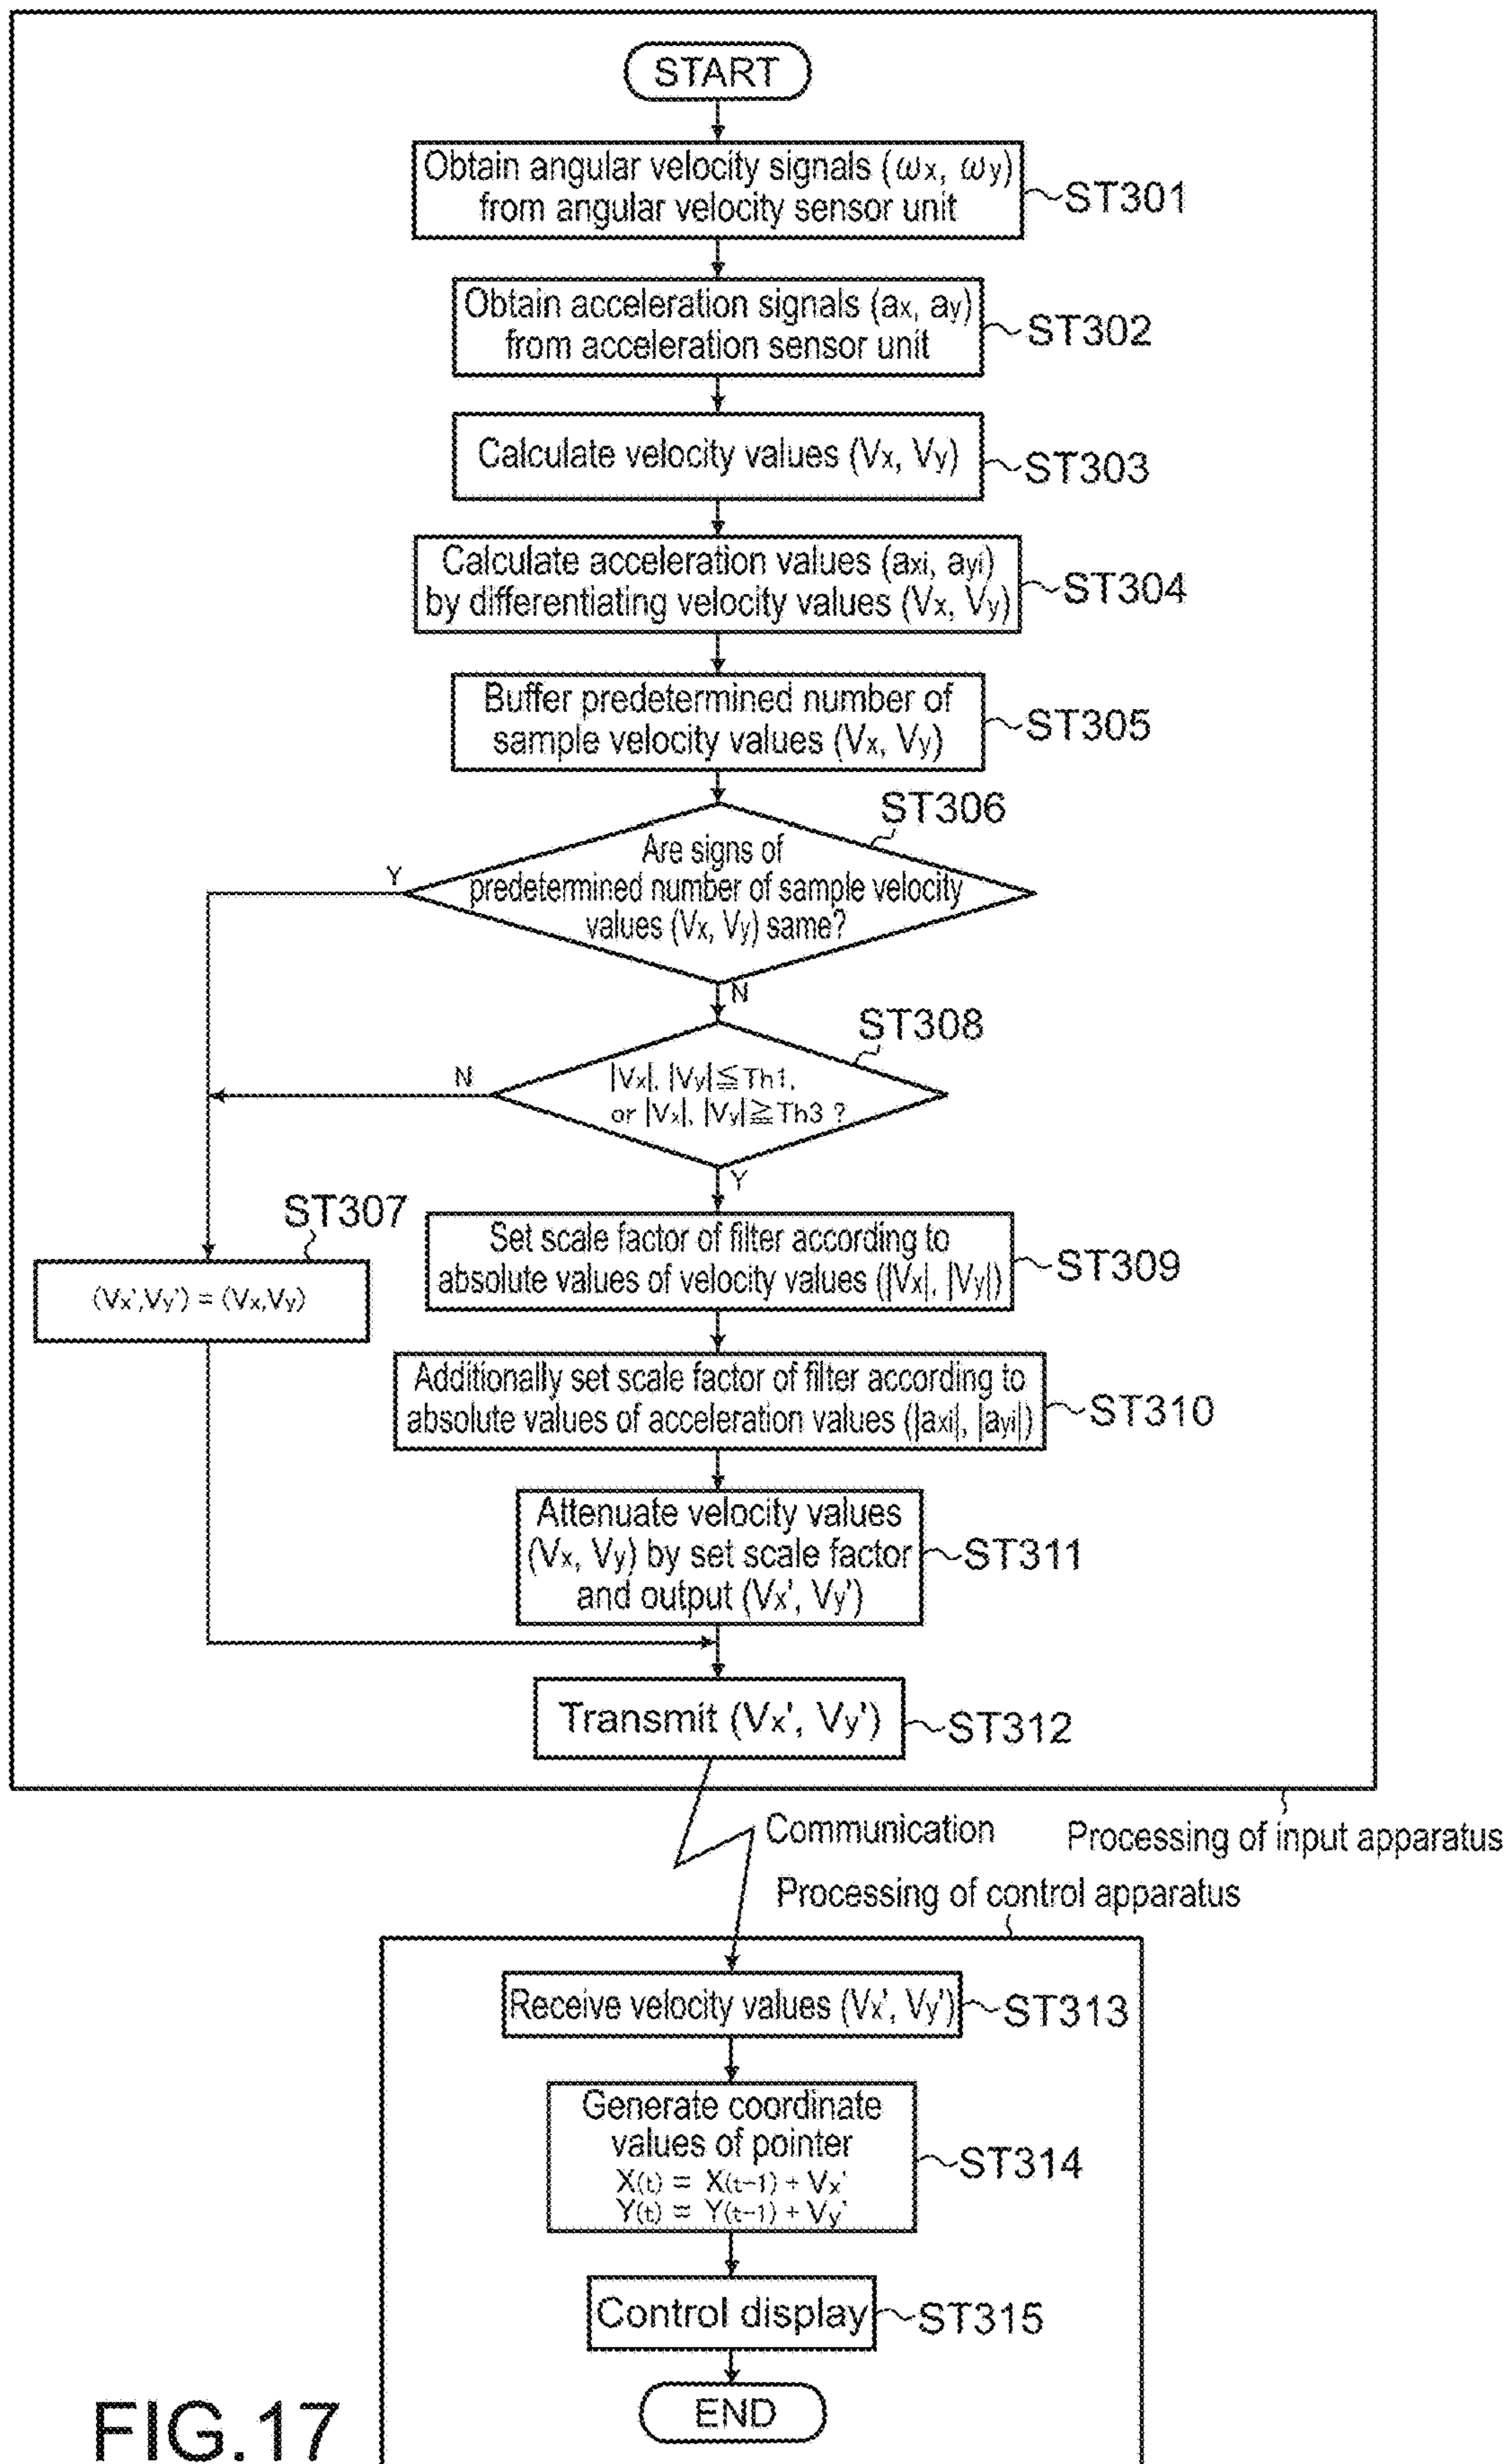 START
Obtain angular velocity signals (ωx, ωy)
from angular velocity sensor unit
ST301
Obtain acceleration signals (ax, ay)
from acceleration sensor unit
ST302
Calculate velocity values (Vx, Vy)
ST303
Calculate acceleration values (axi, ayi)
by differentiating velocity values (Vx, Vy)
ST304
Buffer predetermined number of
sample velocity values (Vx, Vy)
ST305
ST306
Are signs of
predetermined number of sample velocity
values (Vx, Vy) same?
Y
N
ST308
|Vx|, |Vy|≦Th1,
or |Vx|, |Vy|≧Th3 ?
N
Y
ST307
(Vx',Vy') = (Vx,Vy)
Set scale factor of filter according to
absolute values of velocity values (|Vx|, |Vy|)
ST309
Additionally set scale factor of filter according to
absolute values of acceleration values (|axi|, |ayi|)
ST310
Attenuate velocity values
(Vx, Vy) by set scale factor
and output (Vx', Vy')
ST311
Transmit (Vx', Vy')
ST312
Communication
Processing of input apparatus
Processing of control apparatus
Receive velocity values (Vx', Vy')
ST313
Generate coordinate
values of pointer
X(t) = X(t-1) + Vx'
Y(t) = Y(t-1) + Vy'
ST314
Control display
ST315
END
FIG.17